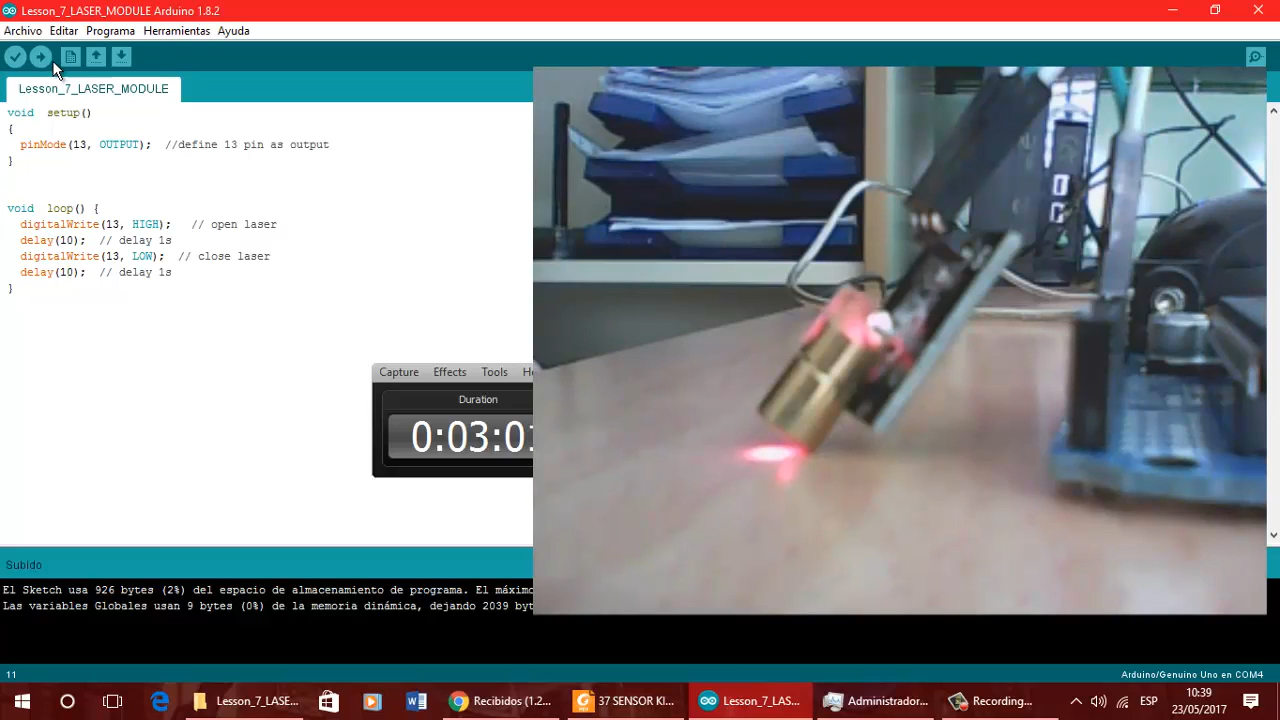 Lesson_7_LASER_MODULE Arduino 1.8.2
Archivo Editar Programa Herramientas Ayuda
Lesson_7_LASER_MODULE
void setup()
{
pinMode(13, OUTPUT); //define 13 pin as output
}
void loop() {
digitalWrite(13, HIGH); // open laser
delay(10); // delay 1s
digitalWrite(13, LOW); // close laser
delay(10); // delay 1s
}
Capture Effects Tools
Duration
0:03:0
Subido
El Sketch usa 926 bytes (2%) del espacio de almacenamiento de programa. El máximo
Las variables Globales usan 9 bytes (0%) de la memoria dinámica, dejando 2039
11
Arduino/Genuino Uno en COM4
Lesson_7_LASE... Recibidos (1.2... 37 SENSOR KI... Lesson_7_LAS... Administrador... Recording... ESP 10:39
23/05/2017